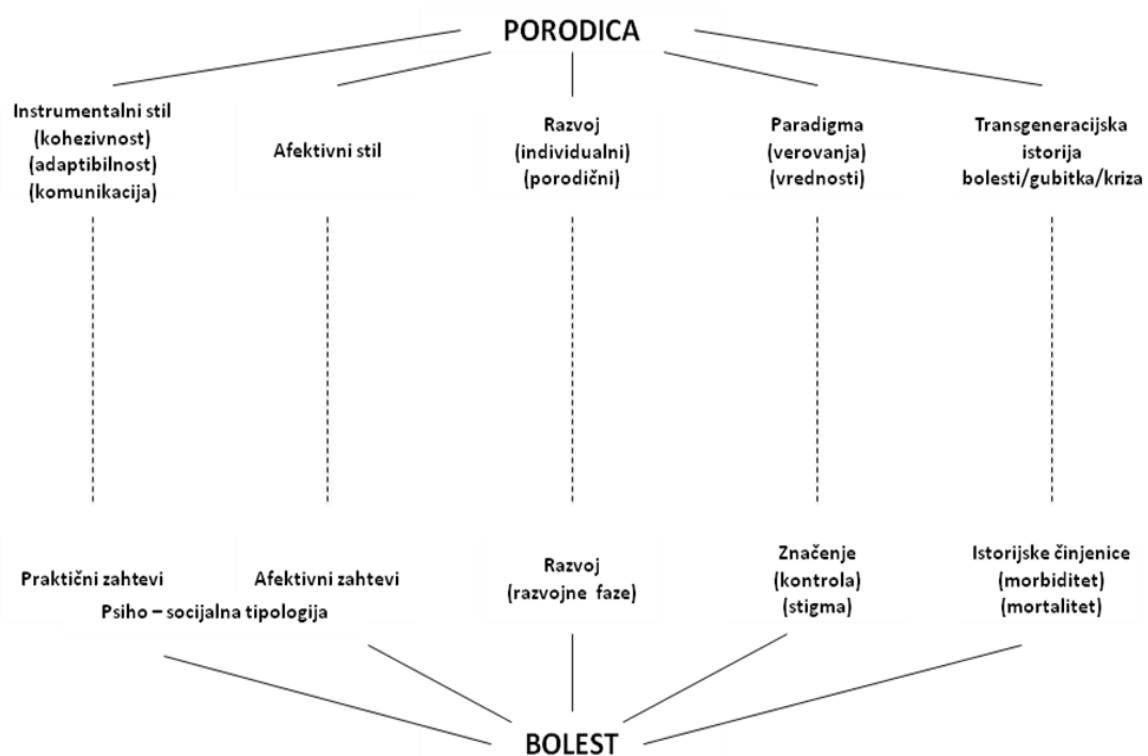 PORODICA
Instrumentalni stil
(kohezivnost)
(adaptibilnost)
(komunikacija)
Afektivni stil
Razvoj
(individualni)
(porodični)
Paradigma
(verovanja)
(vrednosti)
Transgeneracijska
istorija
bolesti/gubitka/kriza
Praktični zahtevi
Afektivni zahtevi
Psiho – socijalna tipologija
Razvoj
(razvojne faze)
Značenje
(kontrola)
(stigma)
Istorijske činjenice
(morbiditet)
(mortalitet)
BOLEST